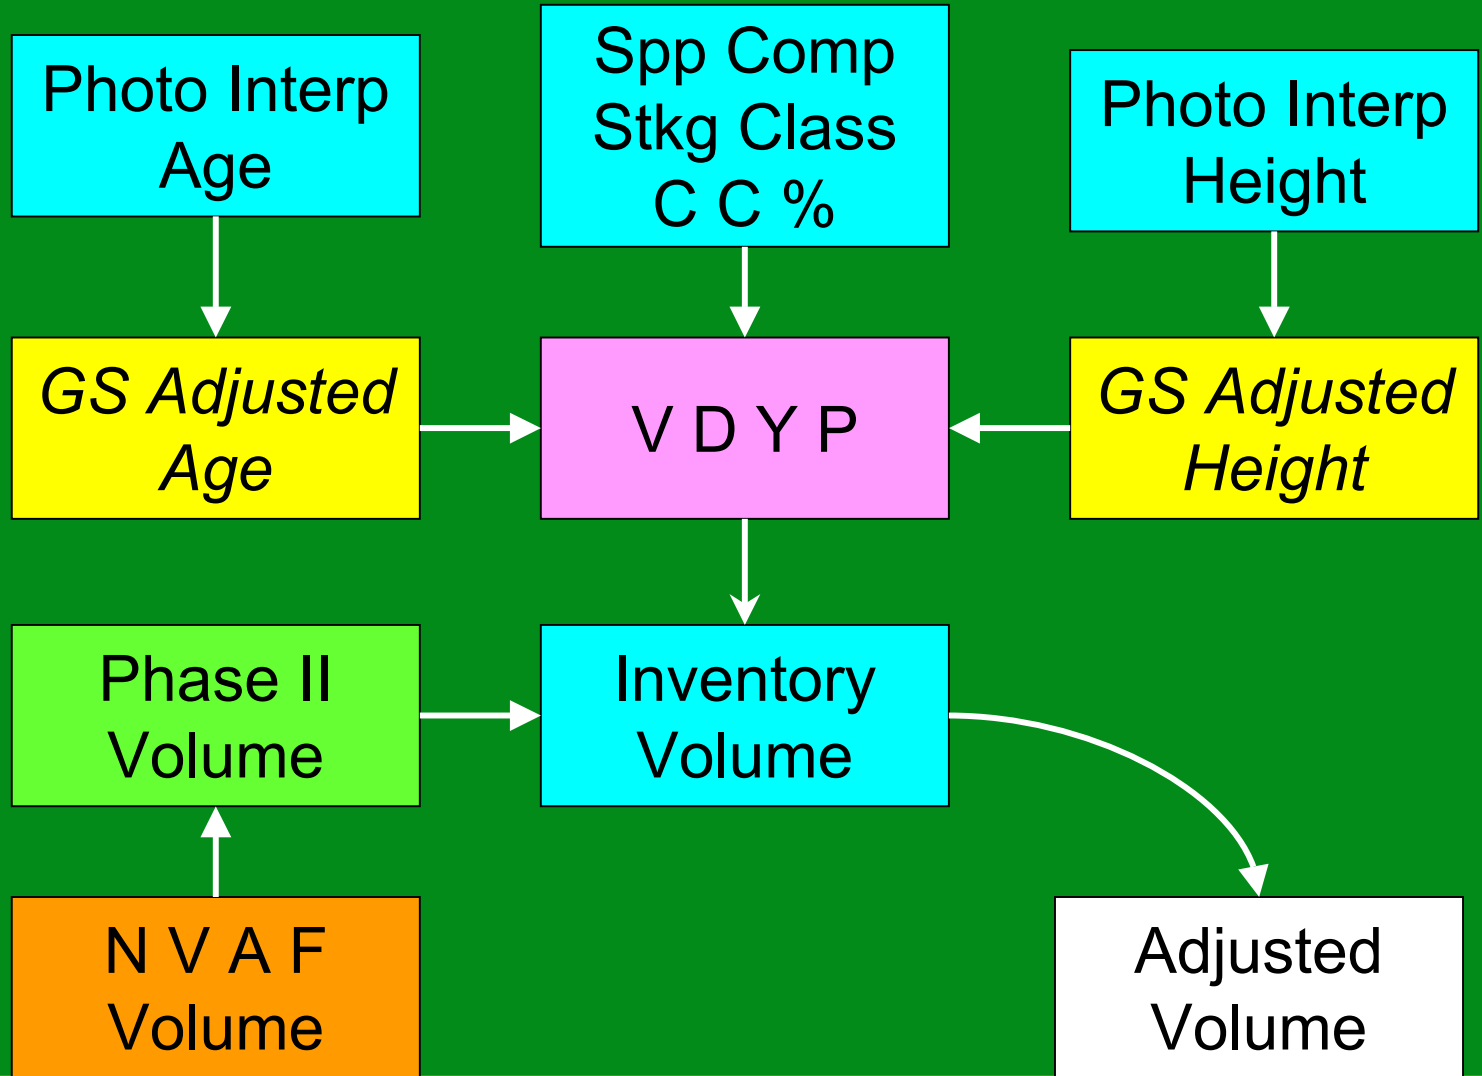 Photo Interp
Age
Spp Comp
Stkg Class
C C %
Photo Interp
Height
GS Adjusted
Age
V D Y P
GS Adjusted
Height
Phase II
Volume
Inventory
Volume
N V A F
Volume
Adjusted
Volume